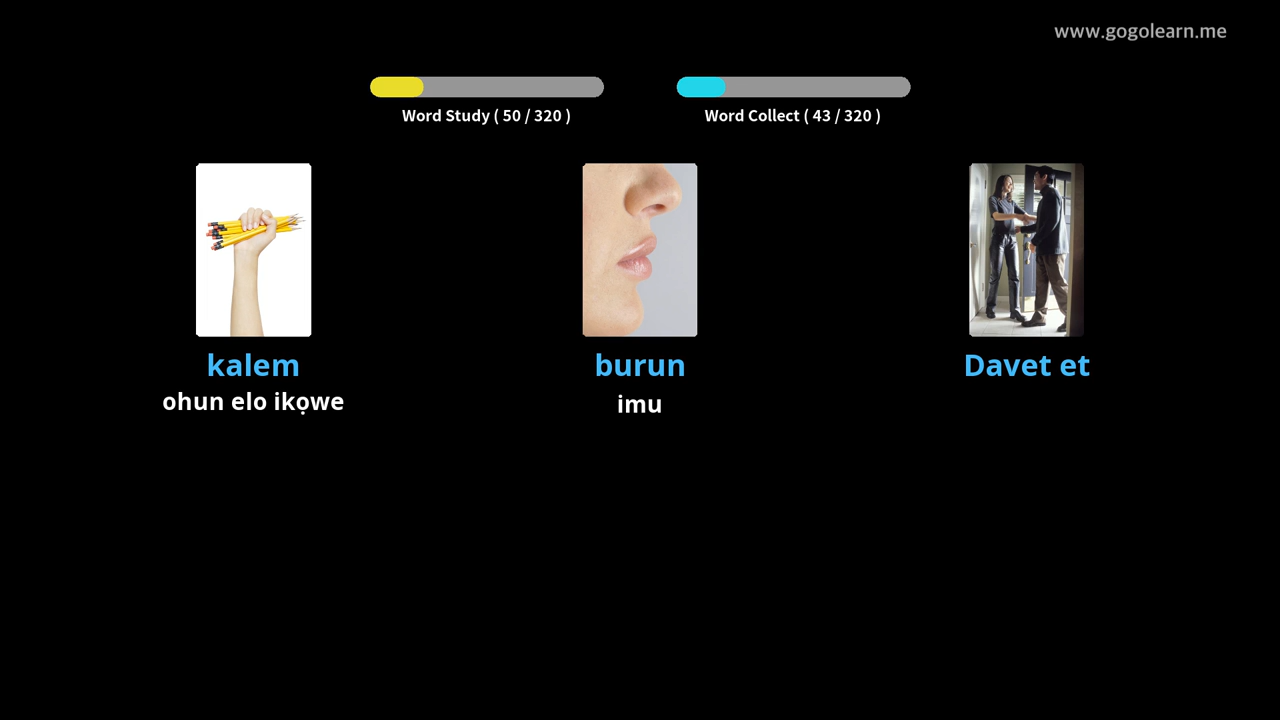 www.gogolearn.me
Word Study ( 50 / 320 )
Word Collect ( 43 / 320 )
kalem
burun
Davet et
ohun elo ikọwe
imu